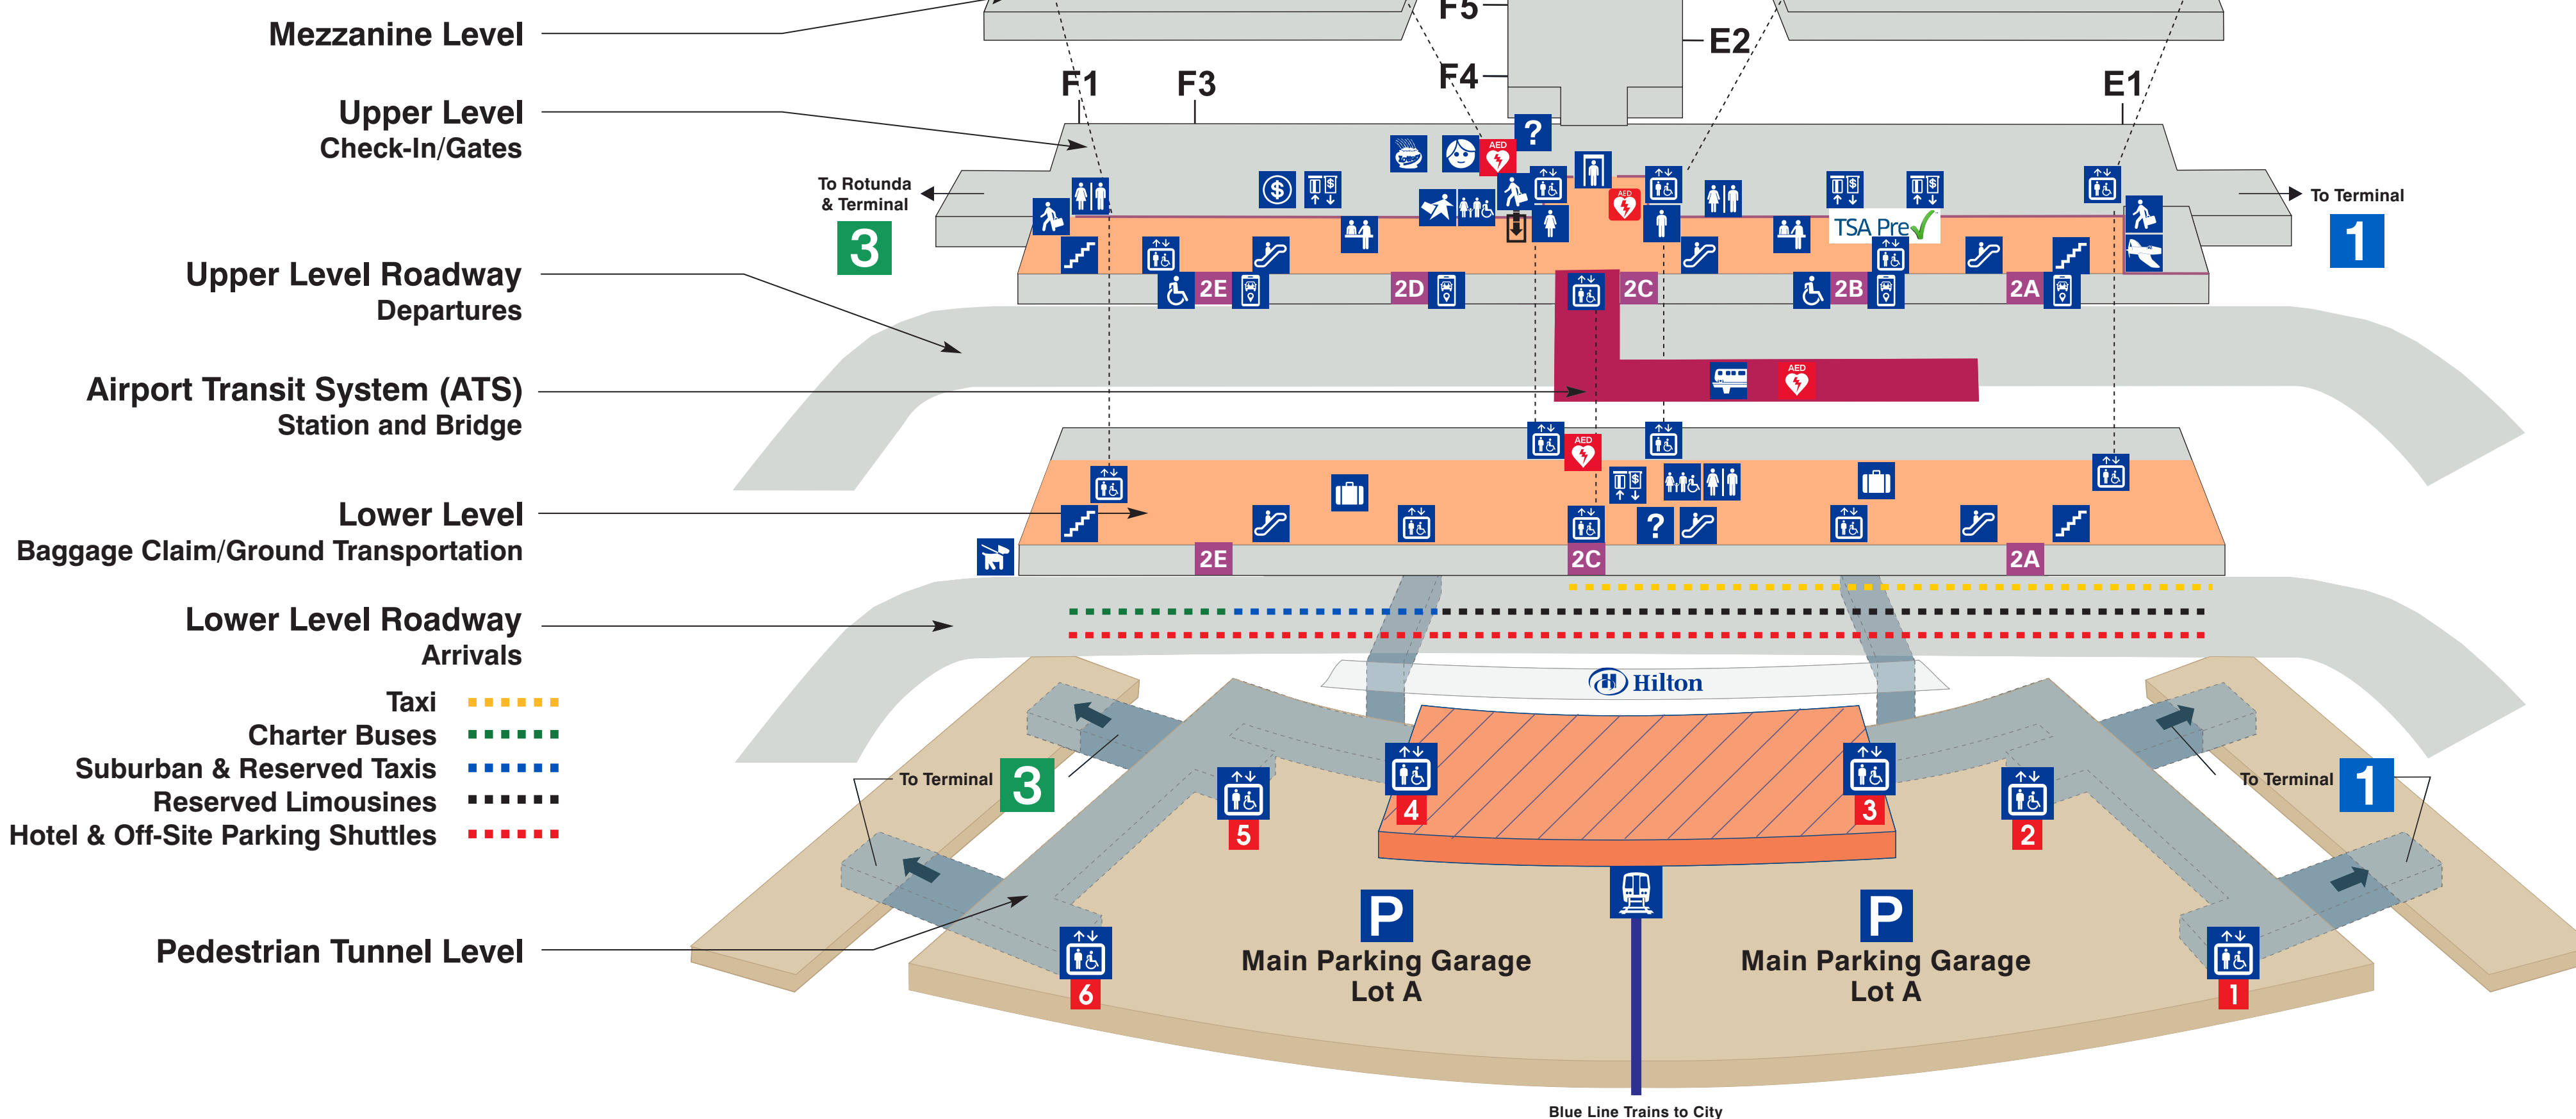 Mezzanine Level
F5
E2
F4
F1
F3
E1
Upper Level
Check-In/Gates
?
AED
To Rotunda
& Terminal
3
$
$
AED
$
$
TSA Pre✓
To Terminal
1
Upper Level Roadway
Departures
2E
2D
2C
2B
2A
Airport Transit System (ATS)
Station and Bridge
AED
AED
$
Lower Level
Baggage Claim/Ground Transportation
?
2E
2C
2A
Lower Level Roadway
Arrivals
Hilton
Taxi
Charter Buses
Suburban & Reserved Taxis
Reserved Limousines
Hotel & Off-Site Parking Shuttles
To Terminal
3
To Terminal
1
5
4
3
2
Pedestrian Tunnel Level
P
Main Parking Garage
Lot A
P
Main Parking Garage
Lot A
6
1
Blue Line Trains to City